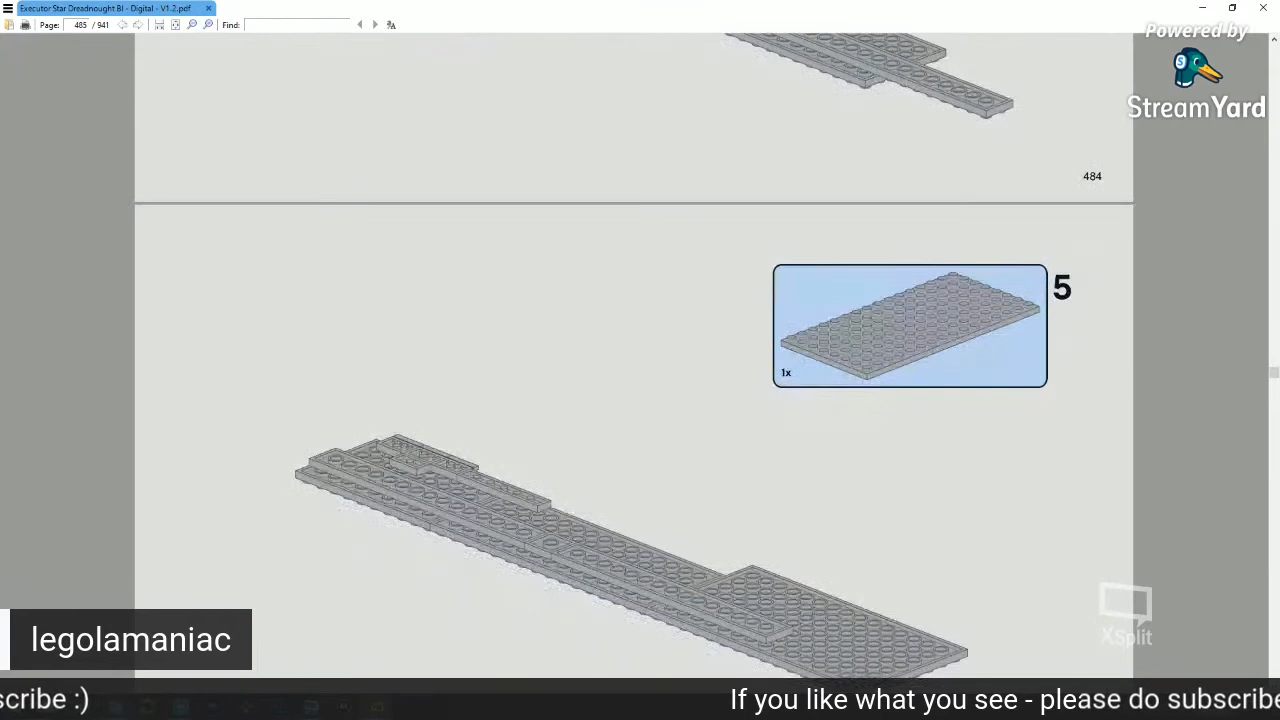 Executor Star Dreadnought BI - Digital - V1.2.pdf
Page: 485 / 941
Find:
Powered by
S
StreamYard
484
5
1x
XSplit
legolamaniac
scribe :)
If you like what you see - please do subscribe